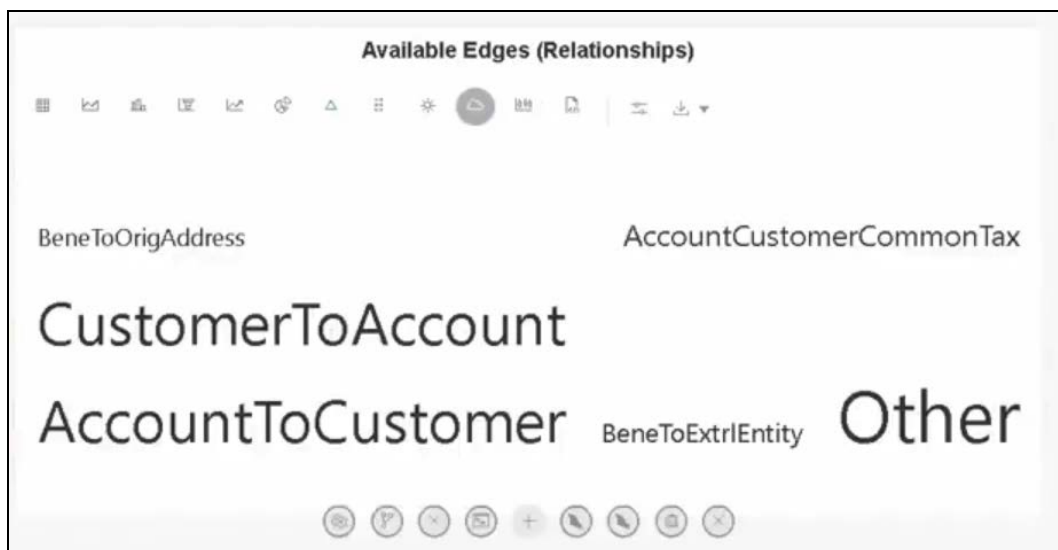 Available Edges (Relationships)
BeneToOrigAddress AccountCustomerCommonTax
CustomerToAccount
AccountToCustomer BeneToExtrlEntity Other